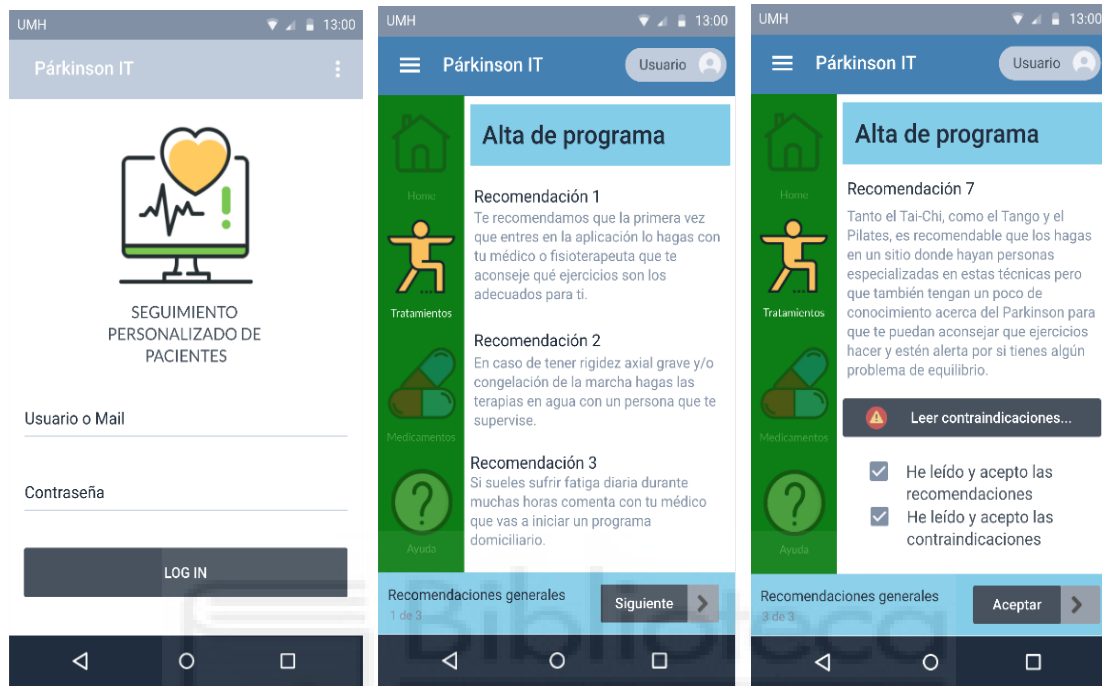 UMH
13:00
Párkinson IT
SEGUIMIENTO
PERSONALIZADO DE
PACIENTES
Usuario o Mail
Contraseña
LOG IN
UMH
13:00
Párkinson IT
Usuario
Home
Tratamientos
Medicamentos
Ayuda
Alta de programa
Recomendación 1
Te recomendamos que la primera vez
que entres en la aplicación lo hagas con
tu médico o fisioterapeuta que te
aconseje qué ejercicios son los
adecuados para ti.
Recomendación 2
En caso de tener rigidez axial grave y/o
congelación de la marcha hagas las
terapias en agua con un persona que te
supervise.
Recomendación 3
Si sueles sufrir fatiga diaria durante
muchas horas comenta con tu médico
que vas a iniciar un programa
domiciliario.
Recomendaciones generales
1 de 3
Siguiente
UMH
13:00
Párkinson IT
Usuario
Home
Tratamientos
Medicamentos
Ayuda
Alta de programa
Recomendación 7
Tanto el Tai-Chi, como el Tango y el
Pilates, es recomendable que los hagas
en un sitio donde hayan personas
especializadas en estas técnicas pero
que también tengan un poco de
conocimiento acerca del Parkinson para
que te puedan aconsejar que ejercicios
hacer y estén alerta por si tienes algún
problema de equilibrio.
Leer contraindicaciones...
He leído y acepto las
recomendaciones
He leído y acepto las
contraindicaciones
Recomendaciones generales
3 de 3
Aceptar
Biblioteca